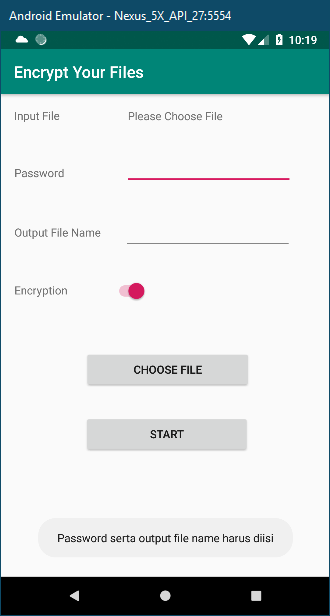 Android Emulator - Nexus_5X_API_27:5554
10:19
Encrypt Your Files
Input File Please Choose File
Password
Output File Name
Encryption
CHOOSE FILE
START
Password serta output file name harus diisi